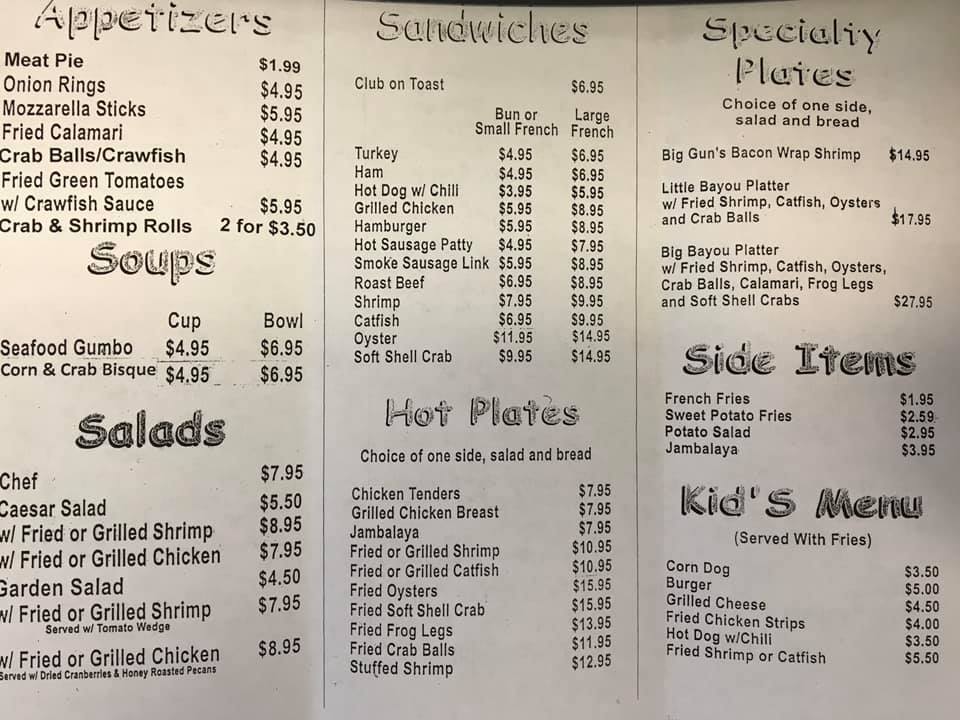 Appetizers
Meat Pie $1.99
Onion Rings $4.95
Mozzarella Sticks $5.95
Fried Calamari $4.95
Crab Balls/Crawfish $4.95
Fried Green Tomatoes
w/ Crawfish Sauce $5.95
Crab & Shrimp Rolls 2 for $3.50
Soups
Cup Bowl
Seafood Gumbo $4.95 $6.95
Corn & Crab Bisque $4.95 $6.95
Salads
Chef $7.95
Caesar Salad $5.50
w/ Fried or Grilled Shrimp $8.95
w/ Fried or Grilled Chicken $7.95
Garden Salad $4.50
w/ Fried or Grilled Shrimp $7.95
Served w/ Tomato Wedge
w/ Fried or Grilled Chicken $8.95
Served w/ Dried Cranberries & Honey Roasted Pecans
Sandwiches
Club on Toast $6.95
Bun or Large
Small French French
Turkey $4.95 $6.95
Ham $4.95 $6.95
Hot Dog w/ Chili $3.95 $5.95
Grilled Chicken $5.95 $8.95
Hamburger $5.95 $8.95
Hot Sausage Patty $4.95 $7.95
Smoke Sausage Link $5.95 $8.95
Roast Beef $6.95 $8.95
Shrimp $7.95 $9.95
Catfish $6.95 $9.95
Oyster $11.95 $14.95
Soft Shell Crab $9.95 $14.95
Hot Plates
Choice of one side, salad and bread
Chicken Tenders $7.95
Grilled Chicken Breast $7.95
Jambalaya $7.95
Fried or Grilled Shrimp $10.95
Fried or Grilled Catfish $10.95
Fried Oysters $15.95
Fried Soft Shell Crab $15.95
Fried Frog Legs $13.95
Fried Crab Balls $11.95
Stuffed Shrimp $12.95
Specialty
Plates
Choice of one side,
salad and bread
Big Gun's Bacon Wrap Shrimp $14.95
Little Bayou Platter
w/ Fried Shrimp, Catfish, Oysters
and Crab Balls $17.95
Big Bayou Platter
w/ Fried Shrimp, Catfish, Oysters,
Crab Balls, Calamari, Frog Legs
and Soft Shell Crabs $27.95
Side Items
French Fries $1.95
Sweet Potato Fries $2.59
Potato Salad $2.95
Jambalaya $3.95
Kid'S Menu
(Served With Fries)
Corn Dog $3.50
Burger $5.00
Grilled Cheese $4.50
Fried Chicken Strips $4.00
Hot Dog w/Chili $3.50
Fried Shrimp or Catfish $5.50